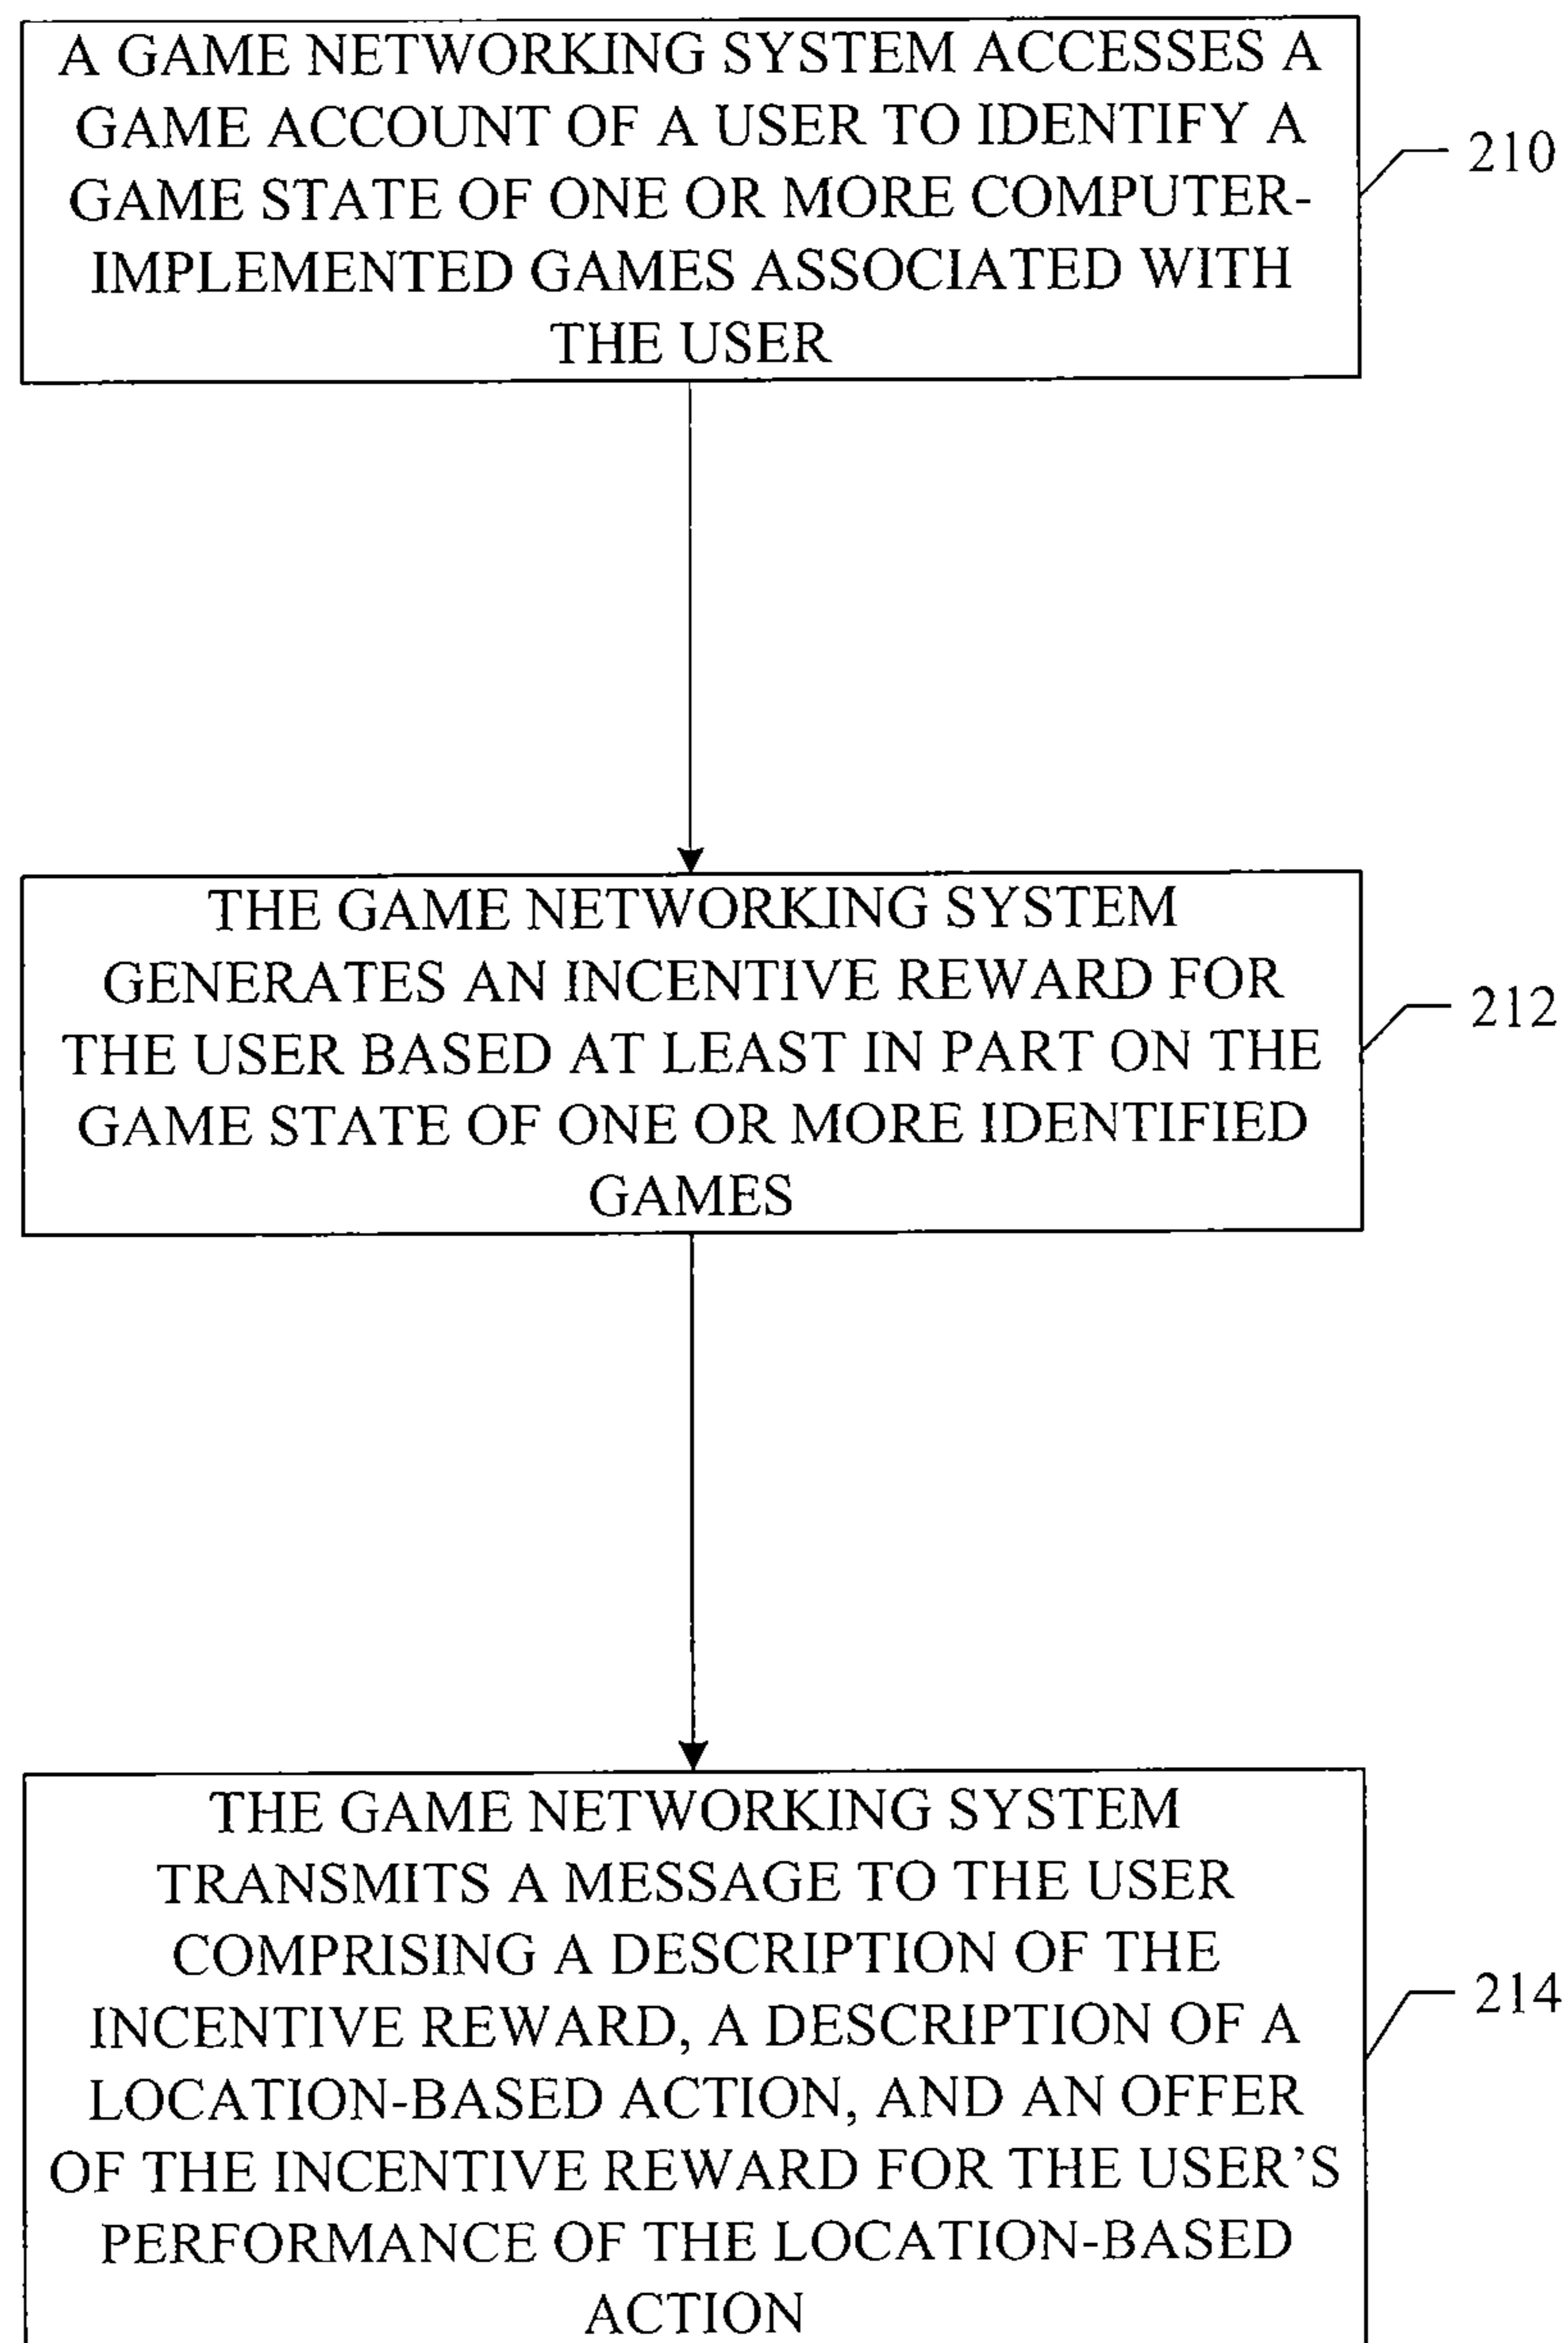 A GAME NETWORKING SYSTEM ACCESSES A
GAME ACCOUNT OF A USER TO IDENTIFY A
GAME STATE OF ONE OR MORE COMPUTER-
IMPLEMENTED GAMES ASSOCIATED WITH
THE USER
210
THE GAME NETWORKING SYSTEM
GENERATES AN INCENTIVE REWARD FOR
THE USER BASED AT LEAST IN PART ON THE
GAME STATE OF ONE OR MORE IDENTIFIED
GAMES
212
THE GAME NETWORKING SYSTEM
TRANSMITS A MESSAGE TO THE USER
COMPRISING A DESCRIPTION OF THE
INCENTIVE REWARD, A DESCRIPTION OF A
LOCATION-BASED ACTION, AND AN OFFER
OF THE INCENTIVE REWARD FOR THE USER’S
PERFORMANCE OF THE LOCATION-BASED
ACTION
214